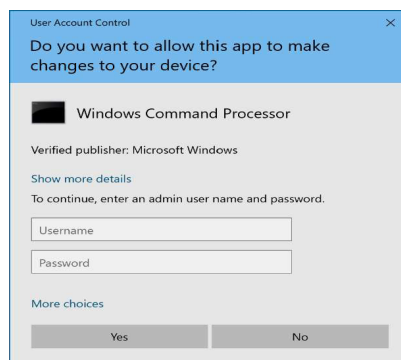 User Account Control
Do you want to allow this app to make
changes to your device?
Windows Command Processor
Verified publisher: Microsoft Windows
Show more details
To continue, enter an admin user name and password.
Username
Password
More choices
Yes No